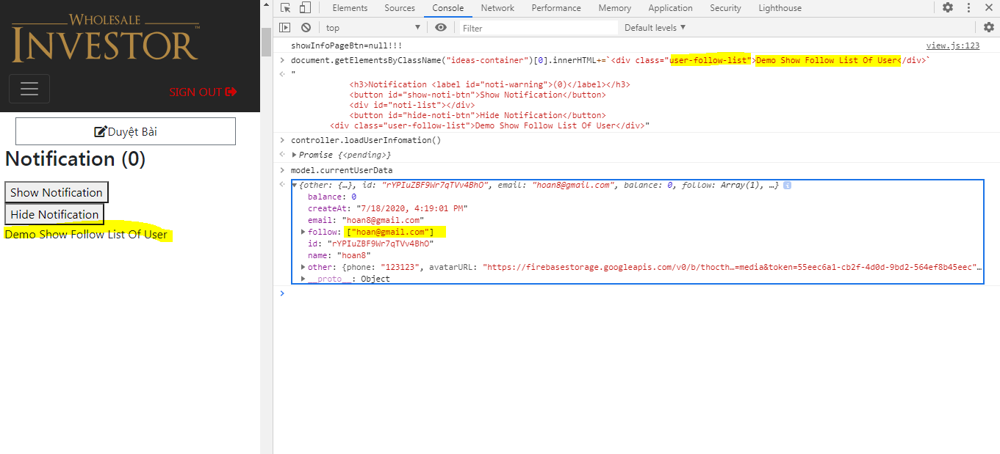 WHOLESALE
INVESTOR™
SIGN OUT
Duyệt Bài
Notification (0)
Show Notification
Hide Notification
Demo Show Follow List Of User
Elements Sources Console Network Performance Memory Application Security Lighthouse
top Filter Default levels
showInfoPageBtn=null!!! view.js:123
document.getElementsByClassName("ideas-container")[0].innerHTML+=`<div class="user-follow-list">Demo Show Follow List Of User</div>`
"
<h3>Notification <label id="noti-warning">(0)</label></h3>
<button id="show-noti-btn">Show Notification</button>
<div id="noti-list"></div>
<button id="hide-noti-btn">Hide Notification</button>
<div class="user-follow-list">Demo Show Follow List Of User</div>"
controller.loadUserInfomation()
Promise {<pending>}
model.currentUserData
{other: {…}, id: "rYPIuZBF9Wr7qTVv4BhO", email: "hoan8@gmail.com", balance: 0, follow: Array(1), …}
balance: 0
createAt: "7/18/2020, 4:19:01 PM"
email: "hoan8@gmail.com"
follow: ["hoan@gmail.com"]
id: "rYPIuZBF9Wr7qTVv4BhO"
name: "hoan8"
other: {phone: "123123", avatarURL: "https://firebasestorage.googleapis.com/v0/b/thocth…=media&token=55eec6a1-cb2f-4d0d-9bd2-564ef8b45eec"…
__proto__: Object